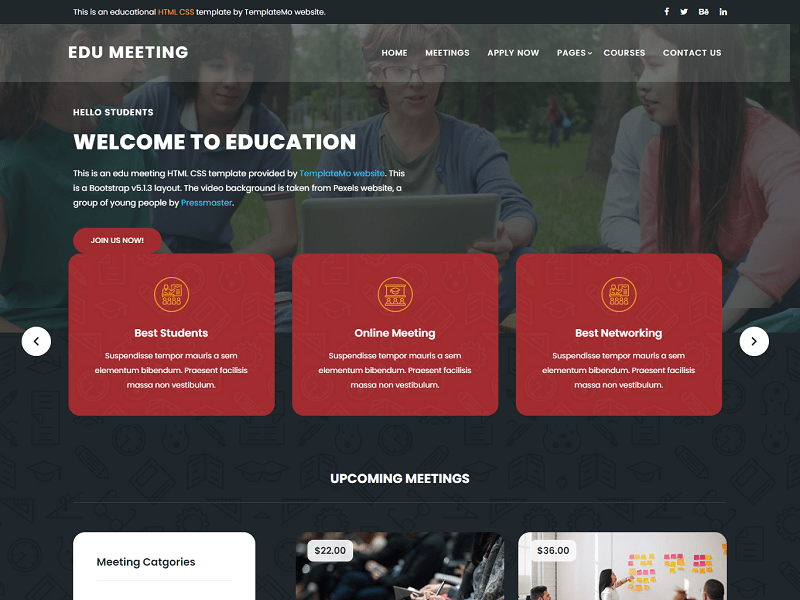 This is an educational HTML CSS template by TemplateMo website.
EDU MEETING
HOME MEETINGS APPLY NOW PAGES COURSES CONTACT US
HELLO STUDENTS
WELCOME TO EDUCATION
This is an edu meeting HTML CSS template provided by TemplateMo website. This
is a Bootstrap v5.1.3 layout. The video background is taken from Pexels website, a
group of young people by Pressmaster.
JOIN US NOW!
Best Students
Suspendisse tempor mauris a sem
elementum bibendum. Praesent facilisis
massa non vestibulum.
Online Meeting
Suspendisse tempor mauris a sem
elementum bibendum. Praesent facilisis
massa non vestibulum.
Best Networking
Suspendisse tempor mauris a sem
elementum bibendum. Praesent facilisis
massa non vestibulum.
UPCOMING MEETINGS
Meeting Catgories
$22.00
$36.00